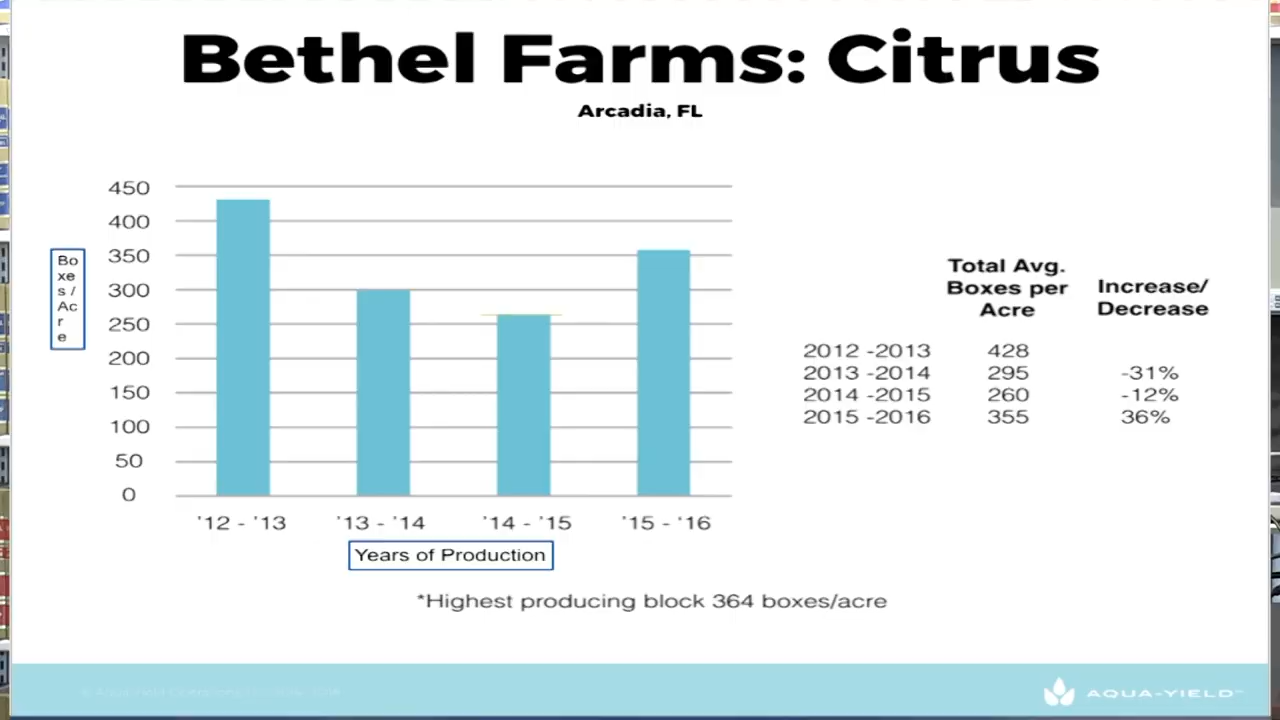 Bethel Farms: Citrus
Arcadia, FL
450
400
350
300
250
200
150
100
50
0
Bo
xe
s /
Ac
r
e
'12 - '13
'13 - '14
'14 - '15
'15 - '16
Years of Production
Total Avg.
Boxes per
Acre
Increase/
Decrease
2012 -2013 428
2013 -2014 295 -31%
2014 -2015 260 -12%
2015 -2016 355 36%
*Highest producing block 364 boxes/acre
AQUA-YIELD